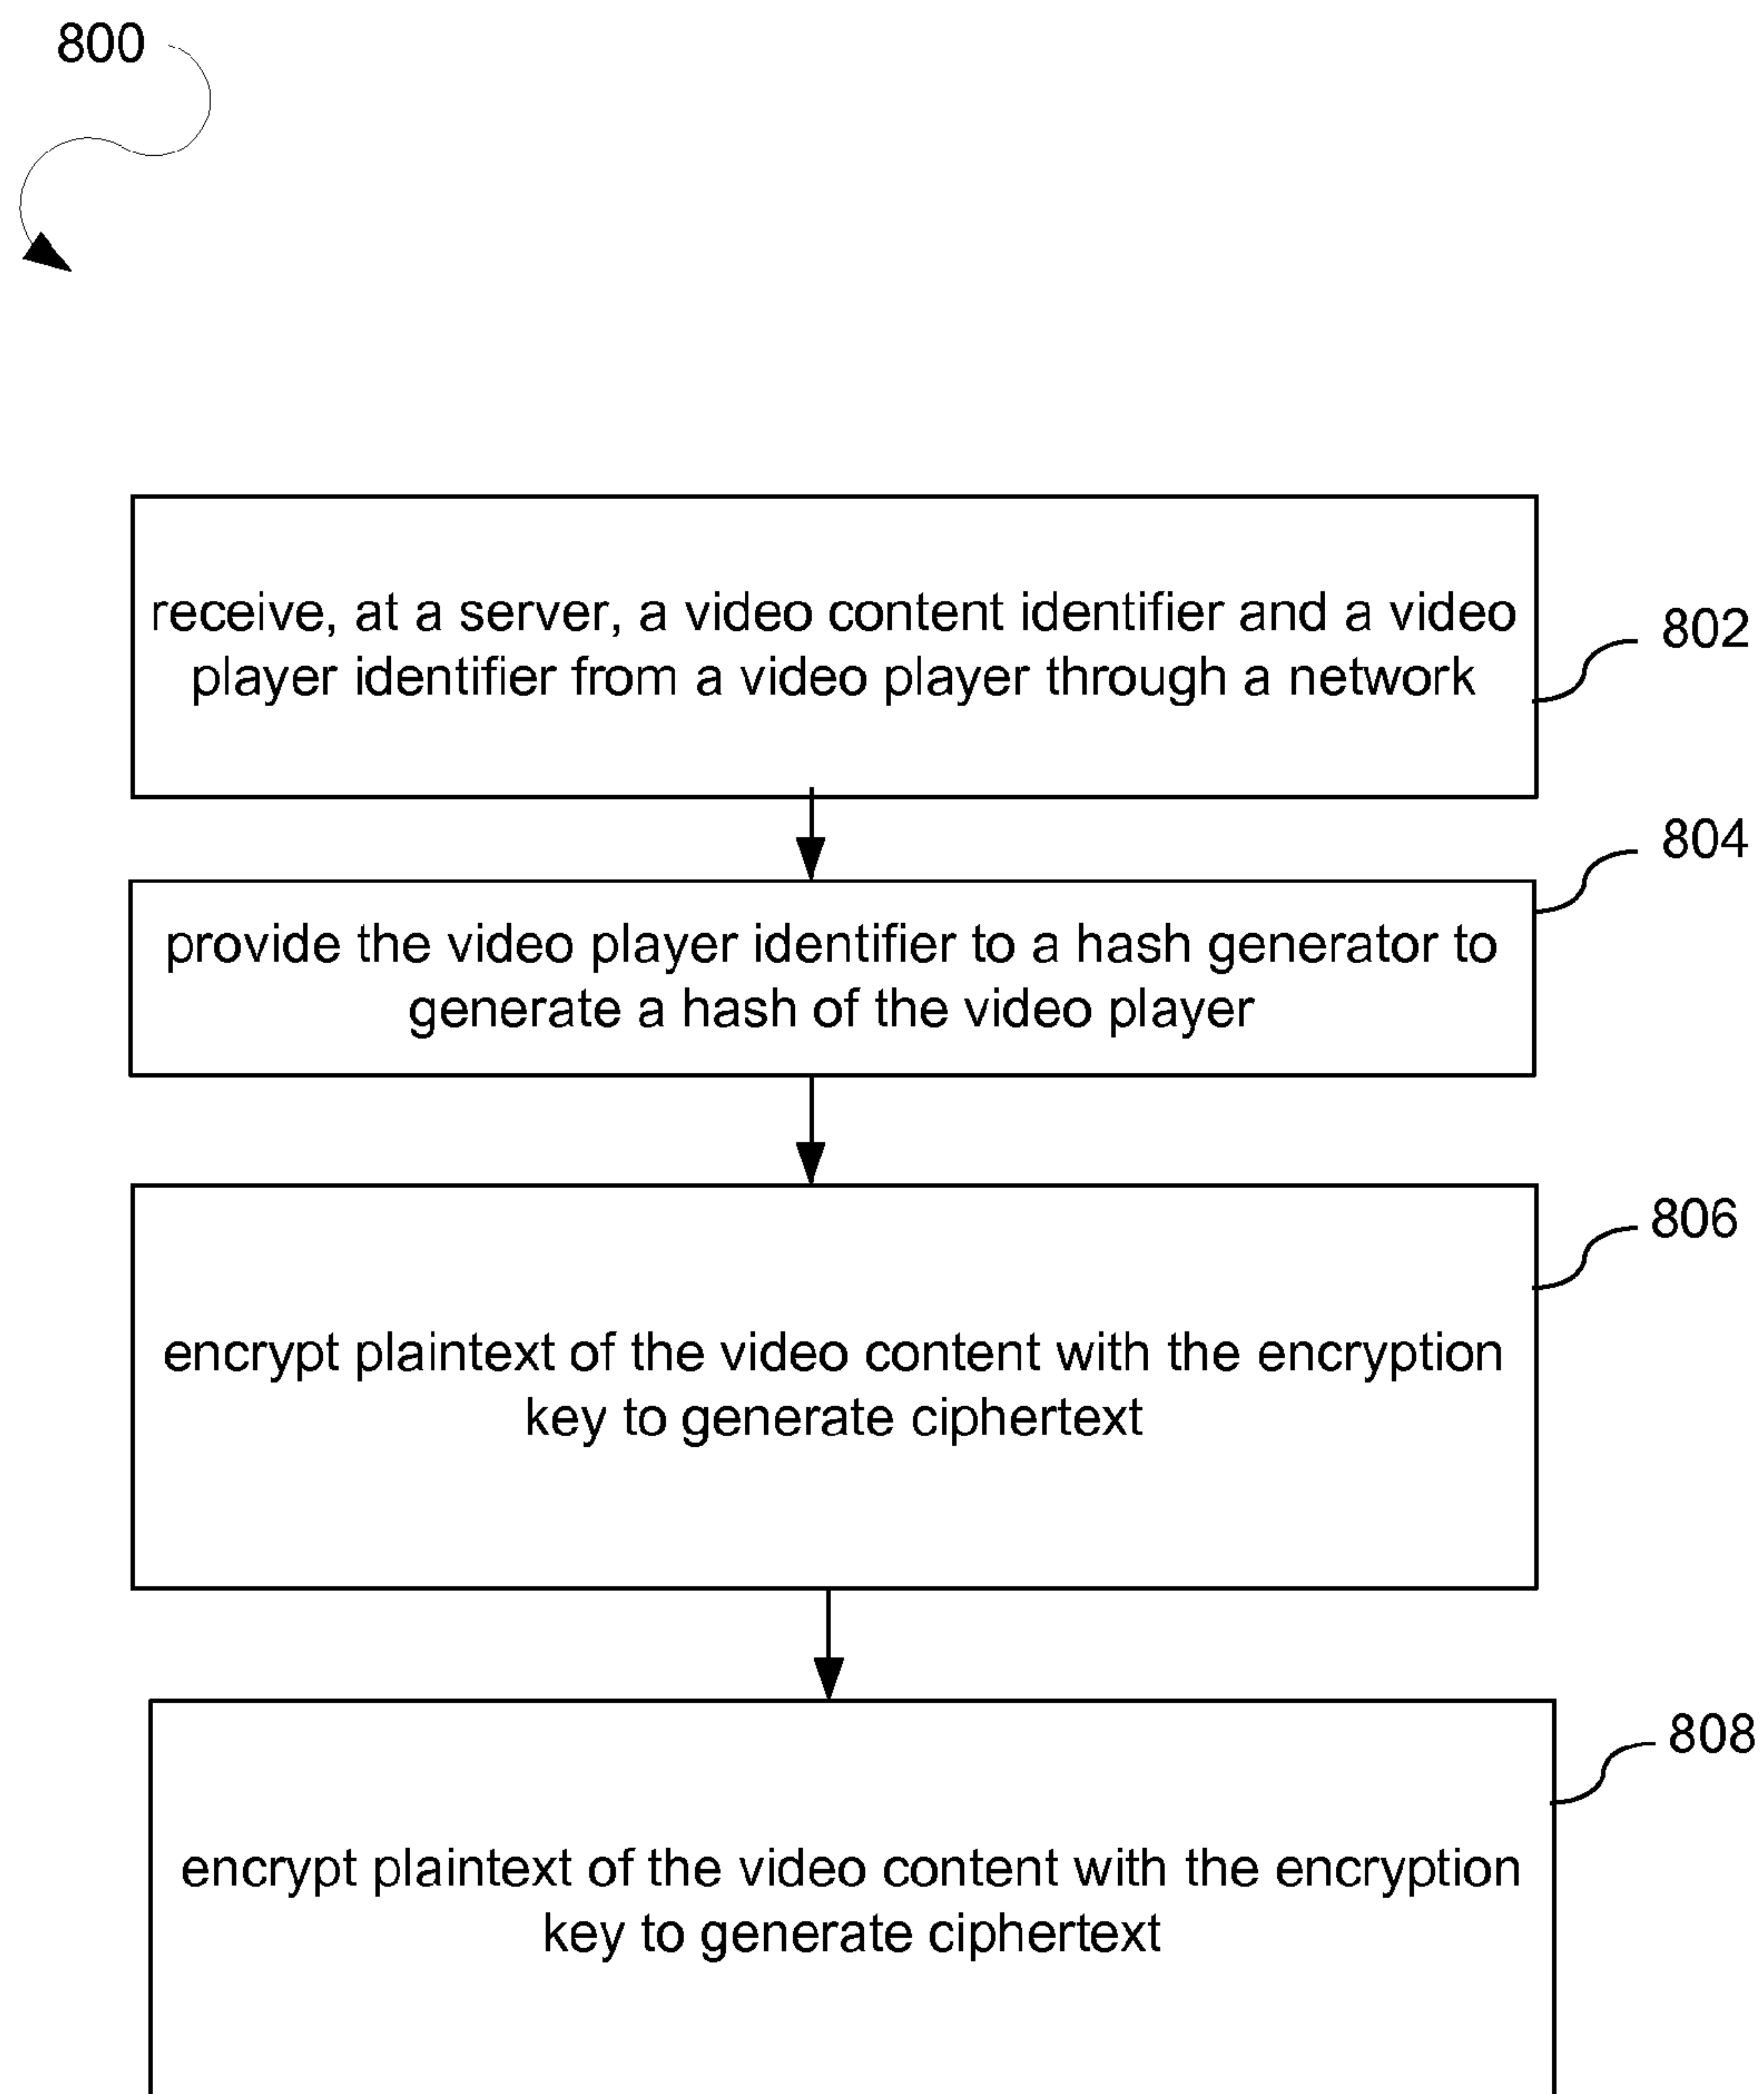 800
receive, at a server, a video content identifier and a video
player identifier from a video player through a network
802
804
provide the video player identifier to a hash generator to
generate a hash of the video player
806
encrypt plaintext of the video content with the encryption
key to generate ciphertext
808
encrypt plaintext of the video content with the encryption
key to generate ciphertext